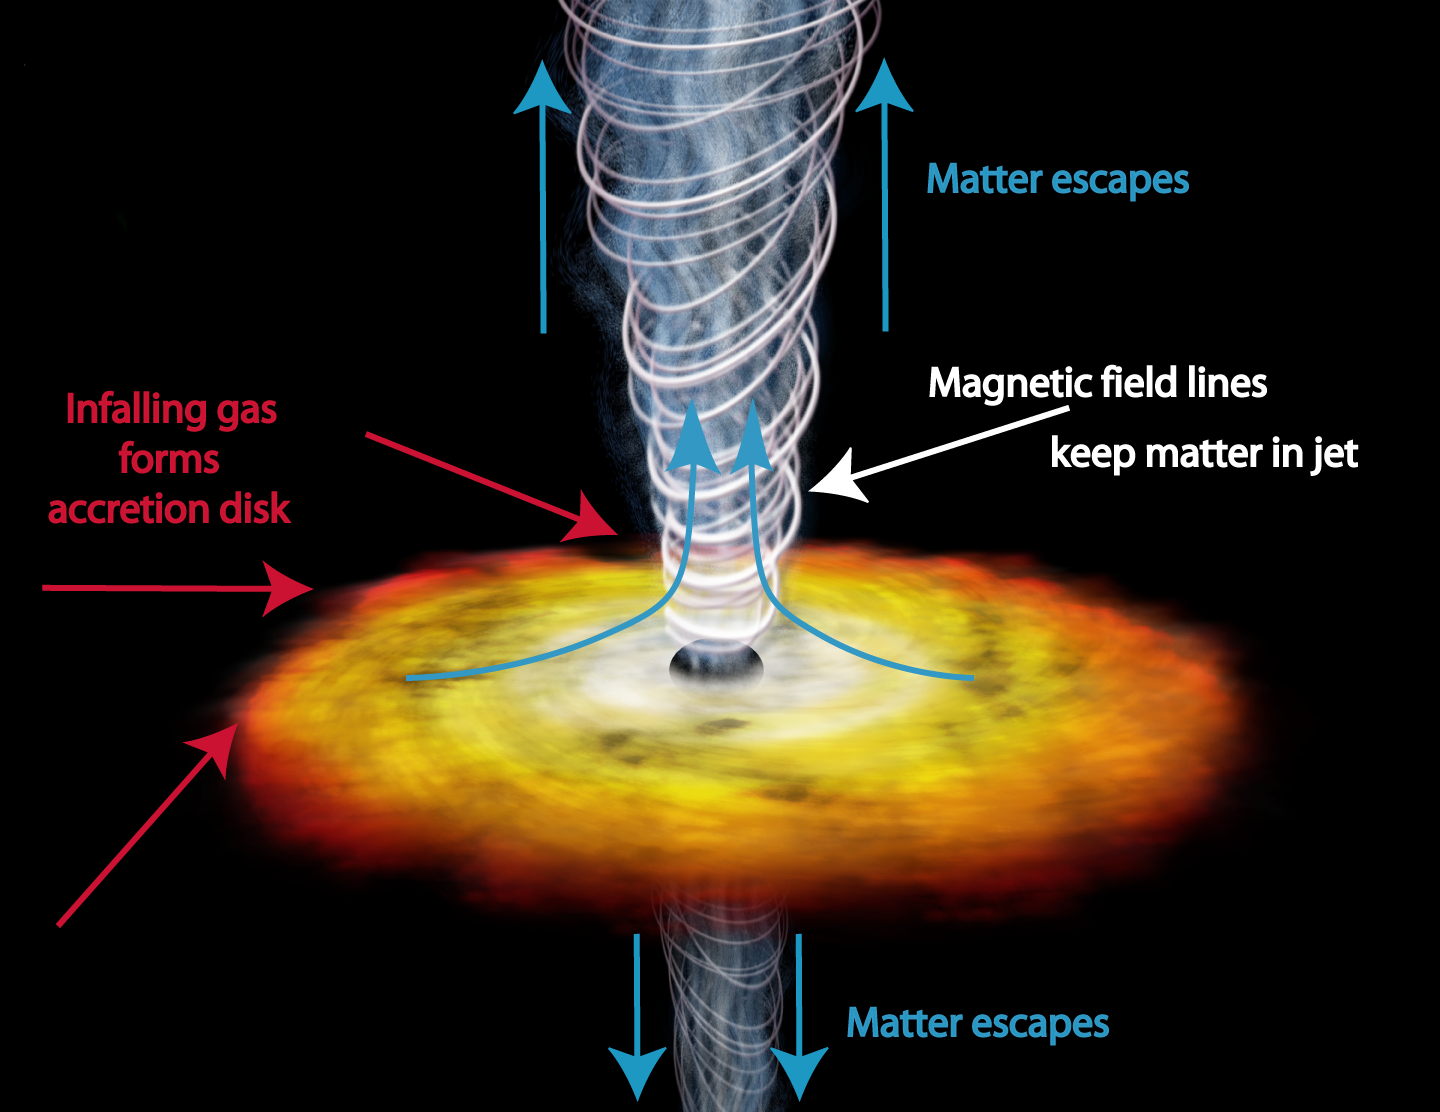 Matter escapes
Magnetic field lines
keep matter in jet
Infalling gas
forms
accretion disk
Matter escapes